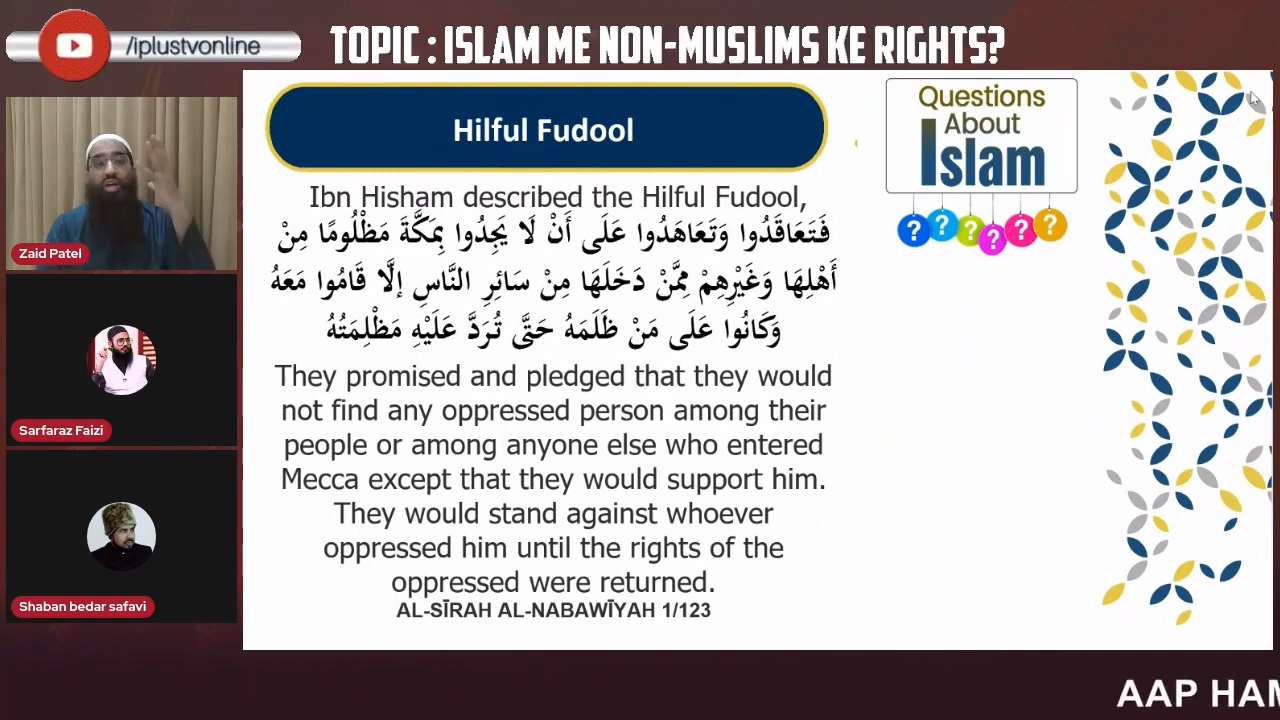 /iplustvonline
TOPIC : ISLAM ME NON-MUSLIMS KE RIGHTS?
Zaid Patel
Sarfaraz Faizi
Shaban bedar safavi
Hilful Fudool
Ibn Hisham described the Hilful Fudool,
فَتَعَاقَدُوا وَتَعَاهَدُوا عَلَى أَنْ لَا يَجِدُوا بِمَكَّةَ مَظْلُومًا مِنْ
أَهْلِهَا وَغَيْرِهِمْ مِمَّنْ دَخَلَهَا مِنْ سَائِرِ النَّاسِ إلَّا قَامُوا مَعَهُ
وَكَانُوا عَلَى مَنْ ظَلَمَهُ حَتَّى تُرَدَّ عَلَيْهِ مَظْلِمَتُهُ
They promised and pledged that they would
not find any oppressed person among their
people or among anyone else who entered
Mecca except that they would support him.
They would stand against whoever
oppressed him until the rights of the
oppressed were returned.
AL-SĪRAH AL-NABAWĪYAH 1/123
Questions
About
Islam
? ? ? ? ? ?
AAP HAM